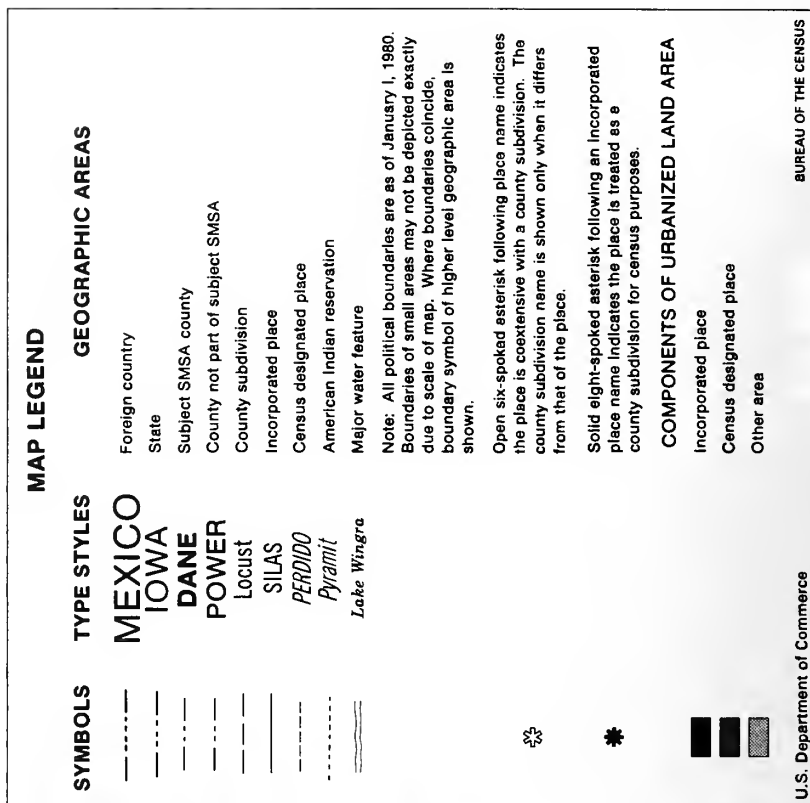 MAP LEGEND
SYMBOLS TYPE STYLES GEOGRAPHIC AREAS
MEXICO Foreign country
IOWA State
DANE Subject SMSA county
POWER County not part of subject SMSA
Locust County subdivision
SILAS Incorporated place
PERDIDO Census designated place
Pyramit American Indian reservation
Lake Wingra Major water feature
Note: All political boundaries are as of January l, 1980.
Boundaries of small areas may not be depicted exactly
due to scale of map. Where boundaries coincide,
boundary symbol of higher level geographic area is
shown.
Open six-spokad asterisk following place name indicates
the place is coextensive with a county subdivision. The
county subdivision name is shown only when it differs
from that of the place.
Solid eight-spoked asterisk following an incorporated
place name indicates the place is treated as e
county subdivision for census purposes.
COMPONENTS OF URBANIZED LAND AREA
Incorporated place
Census designated place
Other area
U.S. Department of Commerce BUREAU OF THE CENSUS